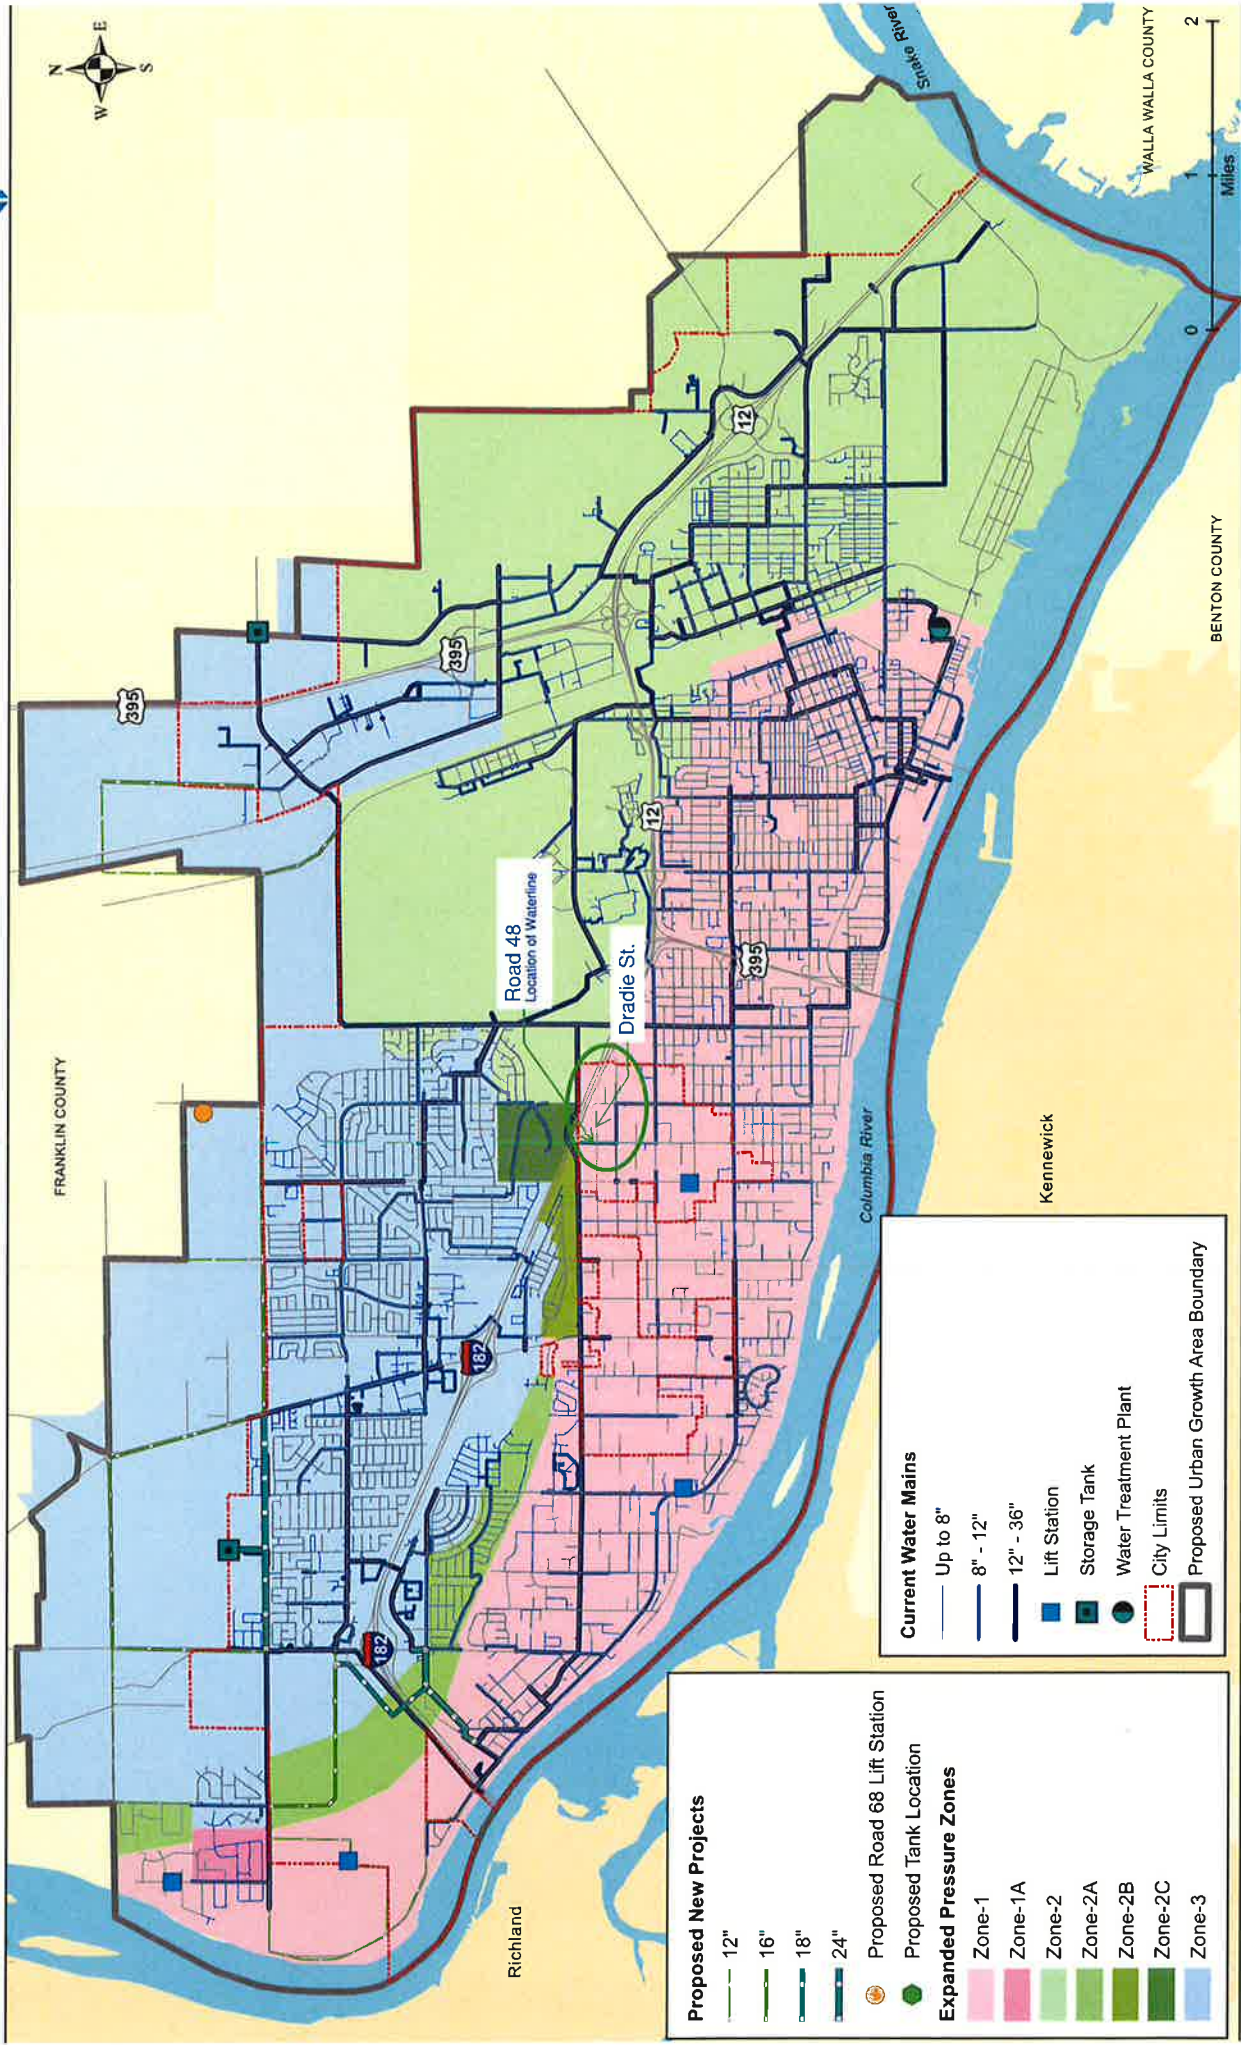 N
W
E
S
395
395
12
12
395
182
182
FRANKLIN COUNTY
WALLA WALLA COUNTY
BENTON COUNTY
Snake River
Columbia River
Kennewick
Richland
Road 48
Location of Waterline
Dradie St.
0
1
2
Miles
Proposed New Projects
12"
16"
18"
24"
Proposed Road 68 Lift Station
Proposed Tank Location
Expanded Pressure Zones
Zone-1
Zone-1A
Zone-2
Zone-2A
Zone-2B
Zone-2C
Zone-3
Current Water Mains
Up to 8"
8" - 12"
12" - 36"
Lift Station
Storage Tank
Water Treatment Plant
City Limits
Proposed Urban Growth Area Boundary